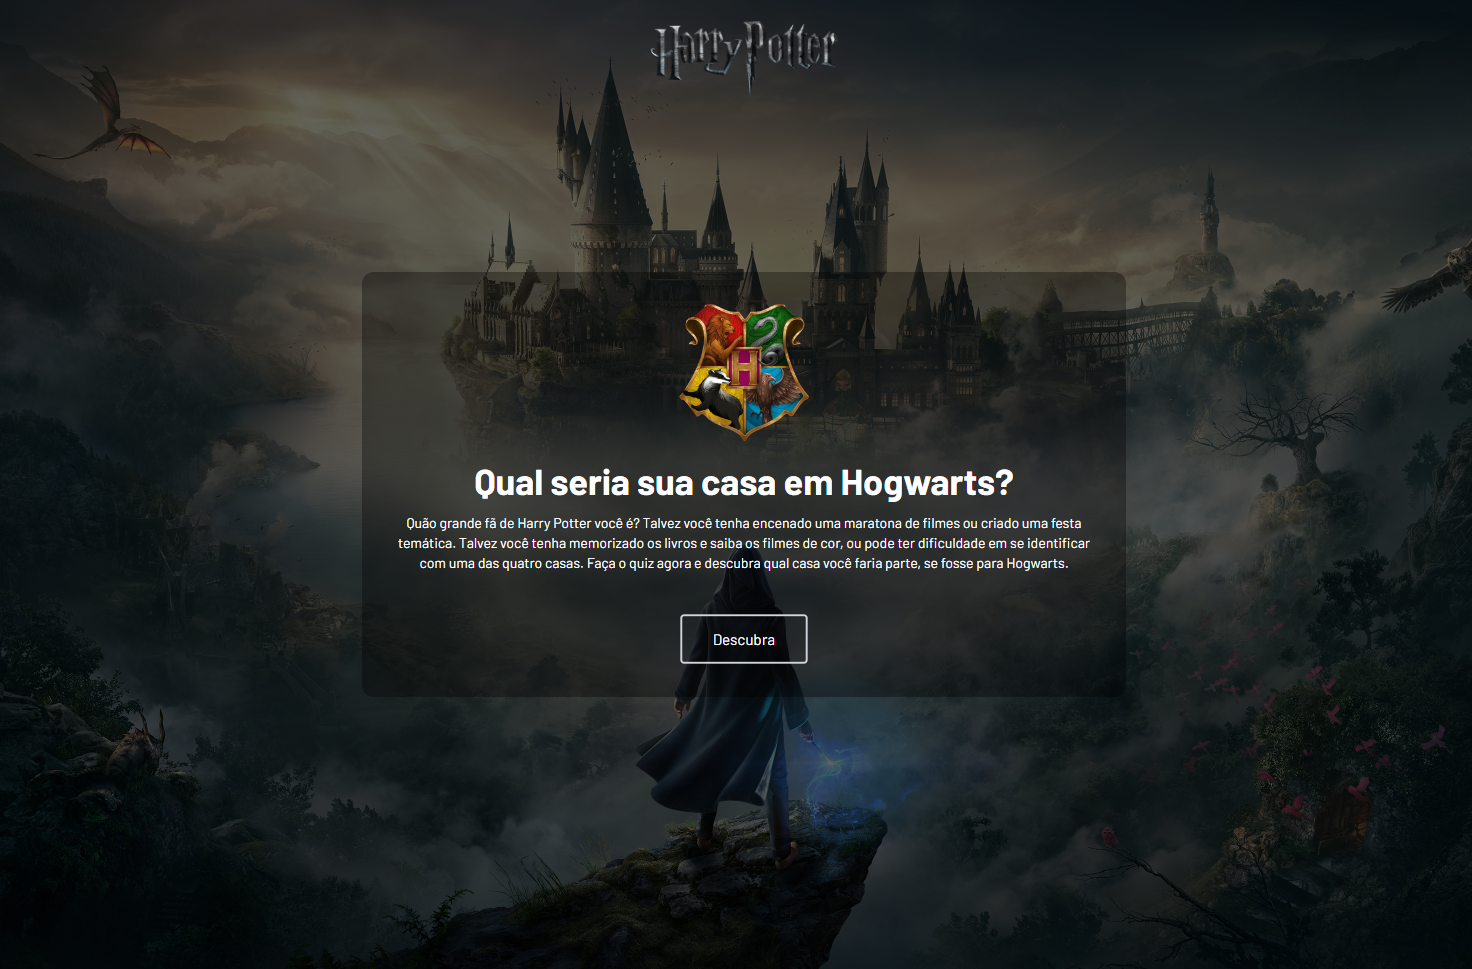 Harry Potter
H
Qual seria sua casa em Hogwarts?
Quão grande fã de Harry Potter você é? Talvez você tenha encenado uma maratona de filmes ou criado uma festa
temática. Talvez você tenha memorizado os livros e saiba os filmes de cor, ou pode ter dificuldade em se identificar
com uma das quatro casas. Faça o quiz agora e descubra qual casa você faria parte, se fosse para Hogwarts.
Descubra